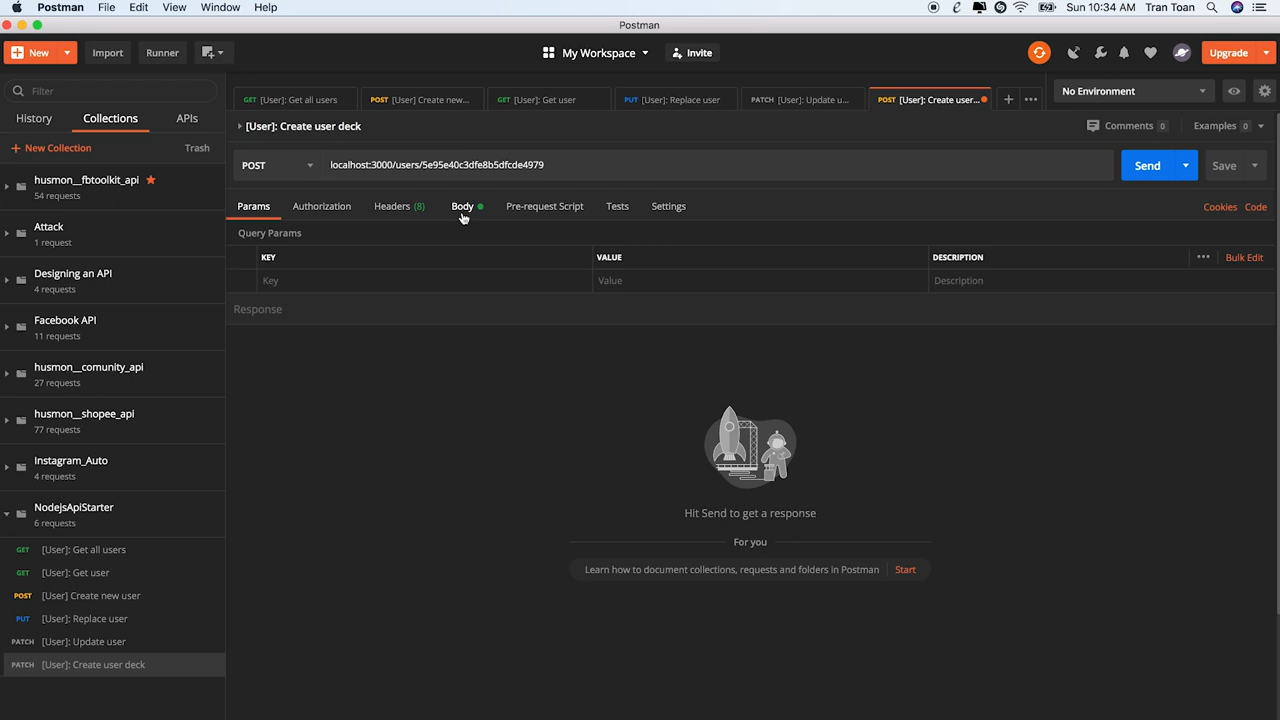 Postman File Edit View Window Help Sun 10:34 AM Tran Toan
Postman
New Import Runner My Workspace Invite Upgrade
Filter
History Collections APIs
New Collection Trash
husmon__fbtoolkit_api
54 requests
Attack
1 request
Designing an API
4 requests
Facebook API
11 requests
husmon__comunity_api
27 requests
husmon__shopee_api
77 requests
Instagram_Auto
4 requests
NodejsApiStarter
6 requests
GET [User]: Get all users
GET [User]: Get user
POST [User] Create new user
PUT [User]: Replace user
PATCH [User]: Update user
PATCH [User]: Create user deck
GET [User]: Get all users POST [User] Create new... GET [User]: Get user PUT [User]: Replace user PATCH [User]: Update u... POST [User]: Create user... No Environment
[User]: Create user deck Comments 0 Examples 0
POST localhost:3000/users/5e95e40c3dfe8b5dfcde4979 Send Save
Params Authorization Headers (8) Body Pre-request Script Tests Settings Cookies Code
Query Params
KEY VALUE DESCRIPTION Bulk Edit
Key Value Description
Response
Hit Send to get a response
For you
Learn how to document collections, requests and folders in Postman Start